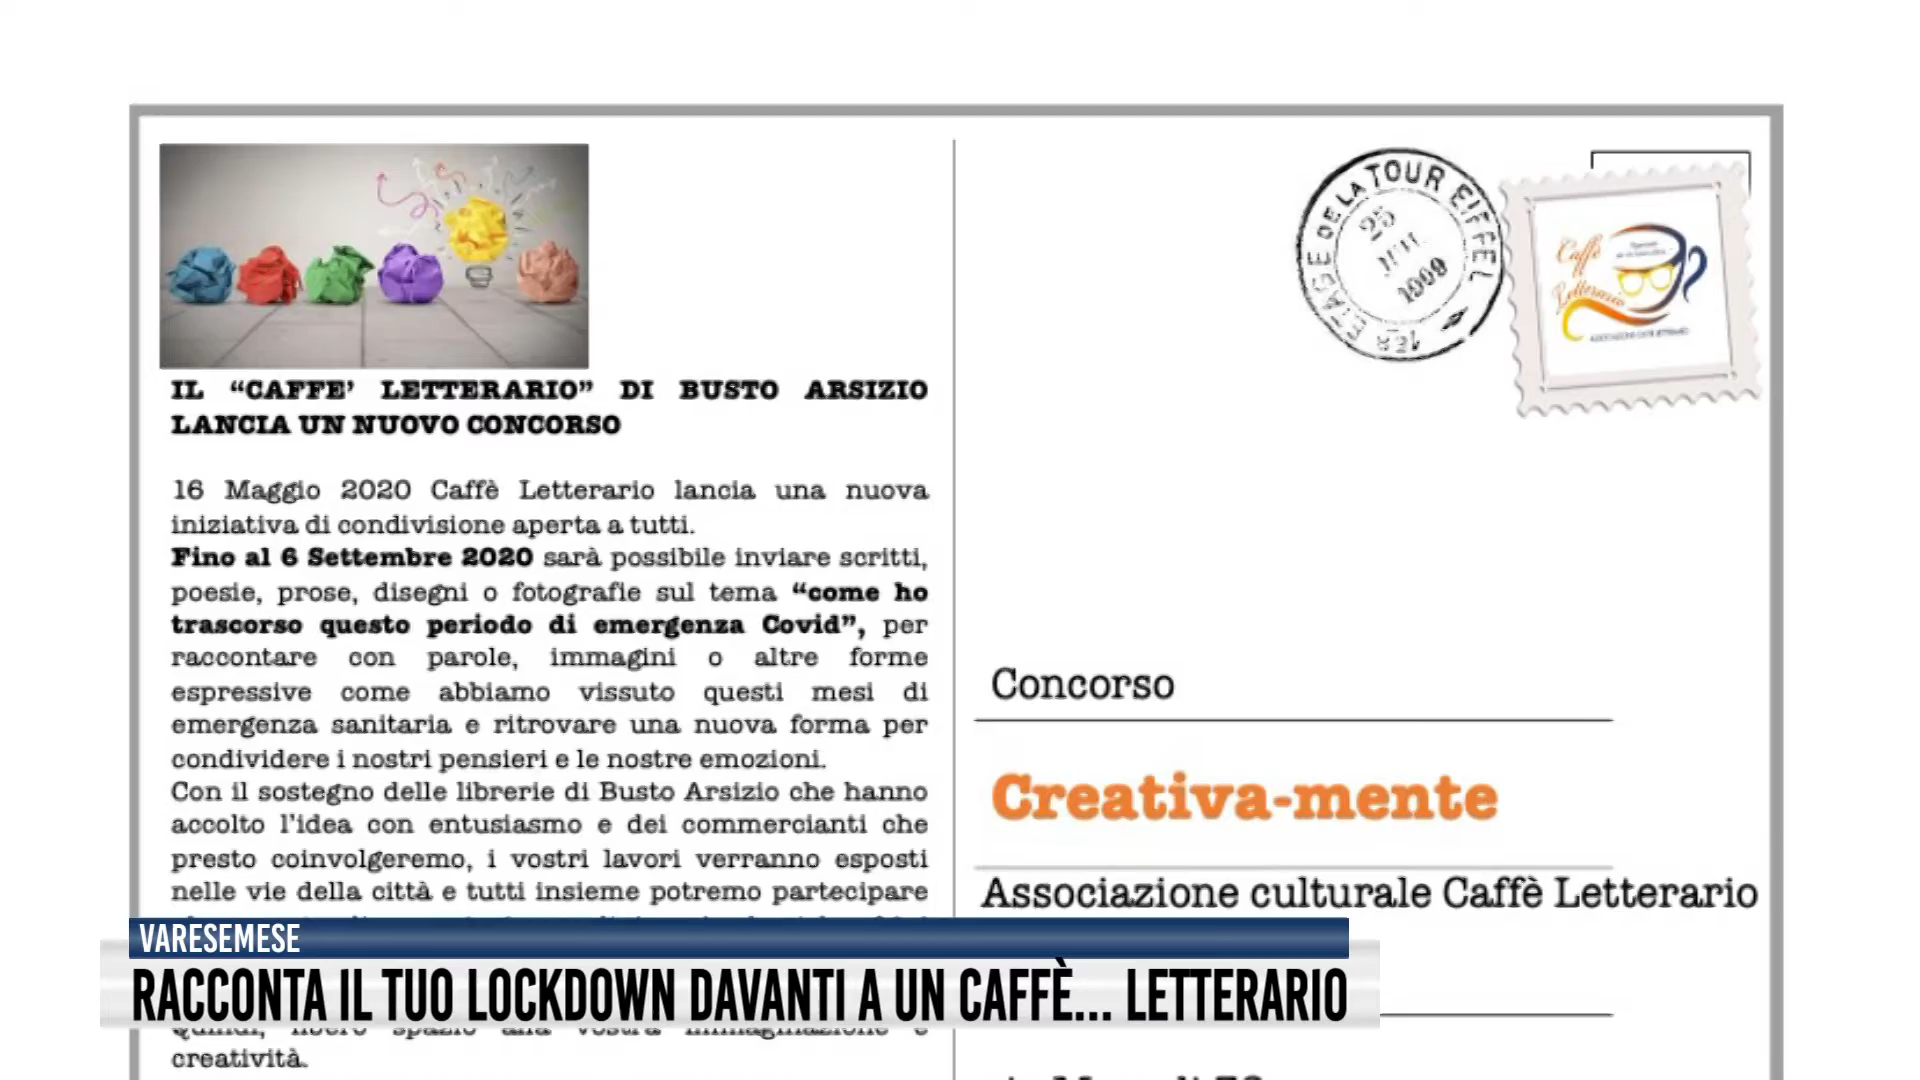 IL “CAFFE’ LETTERARIO” DI BUSTO ARSIZIO
LANCIA UN NUOVO CONCORSO
16 Maggio 2020 Caffè Letterario lancia una nuova
iniziativa di condivisione aperta a tutti.
Fino al 6 Settembre 2020 sarà possibile inviare scritti,
poesie, prose, disegni o fotografie sul tema “come ho
trascorso questo periodo di emergenza Covid”, per
raccontare con parole, immagini o altre forme
espressive come abbiamo vissuto questi mesi di
emergenza sanitaria e ritrovare una nuova forma per
condividere i nostri pensieri e le nostre emozioni.
Con il sostegno delle librerie di Busto Arsizio che hanno
accolto l’idea con entusiasmo e dei commercianti che
presto coinvolgeremo, i vostri lavori verranno esposti
nelle vie della città e tutti insieme potremo partecipare
creatività.
1ER ETAGE DE LA TOUR EIFFEL
25
1999
Caffè
Letterario
Concorso
Creativa-mente
Associazione culturale Caffè Letterario
VARESEMESE
RACCONTA IL TUO LOCKDOWN DAVANTI A UN CAFFÈ... LETTERARIO